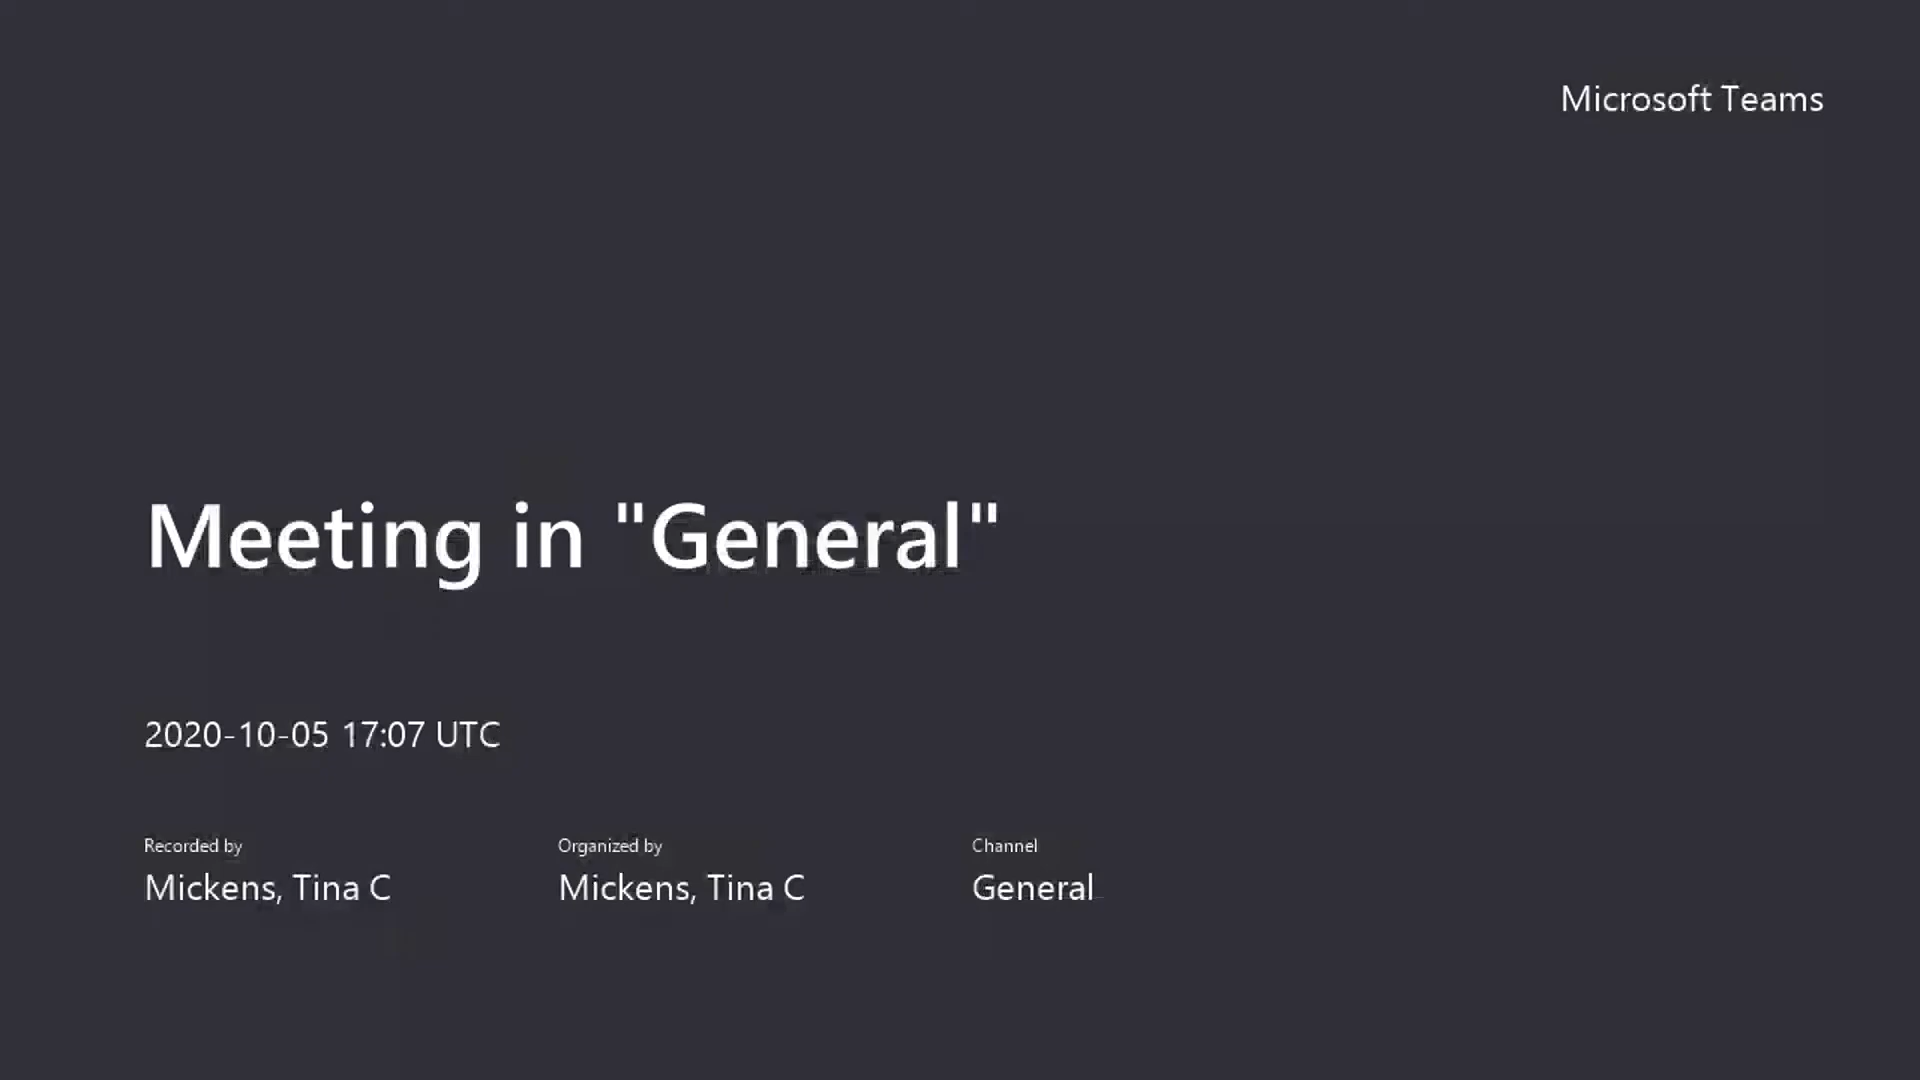 Microsoft Teams
Meeting in "General"
2020-10-05 17:07 UTC
Recorded by
Mickens, Tina C
Organized by
Mickens, Tina C
Channel
General